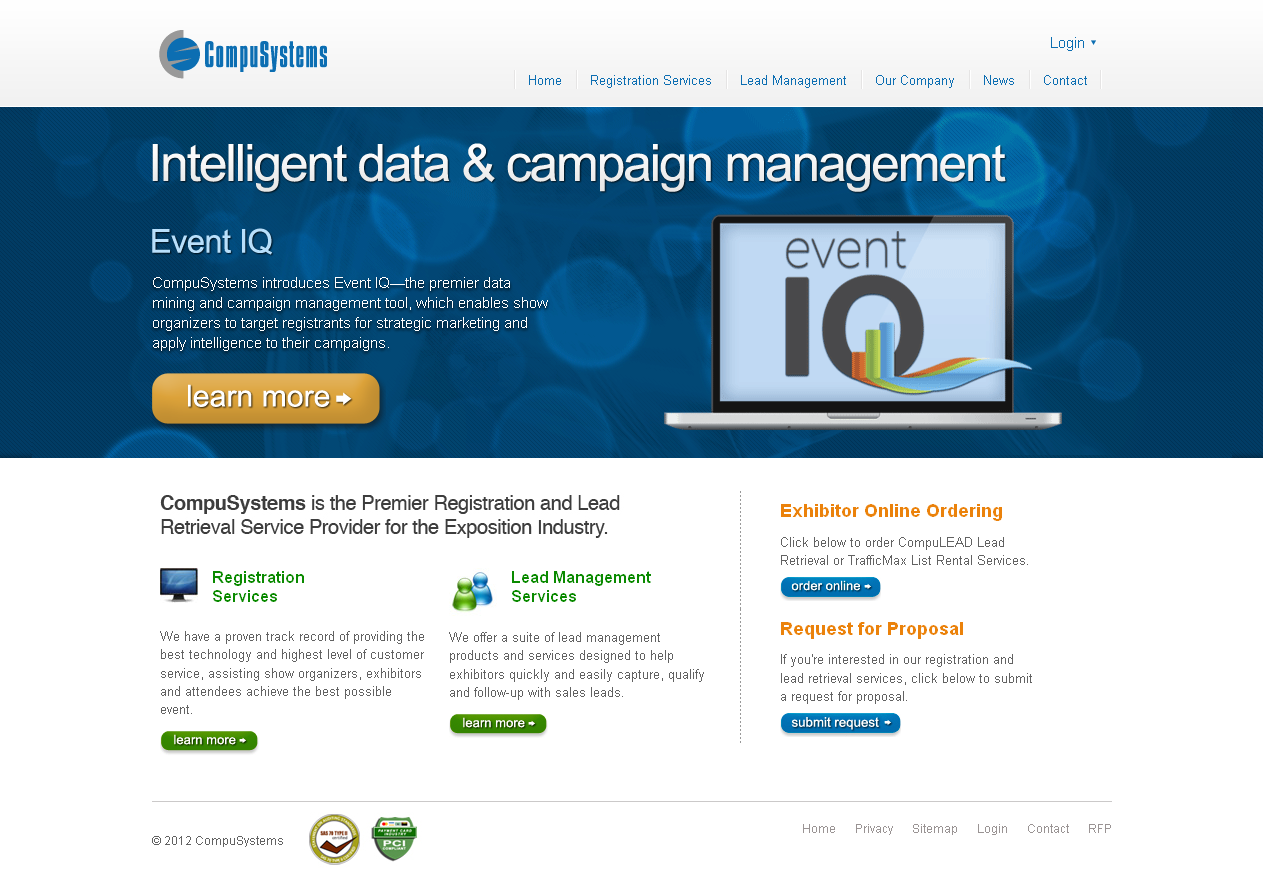 CompuSystems
Login
Home
Registration Services
Lead Management
Our Company
News
Contact
Intelligent data & campaign management
Event IQ
CompuSystems introduces Event IQ—the premier data
mining and campaign management tool, which enables show
organizers to target registrants for strategic marketing and
apply intelligence to their campaigns.
learn more
event
IQ
CompuSystems is the Premier Registration and Lead
Retrieval Service Provider for the Exposition Industry.
Registration
Services
We have a proven track record of providing the
best technology and highest level of customer
service, assisting show organizers, exhibitors
and attendees achieve the best possible
event.
learn more
Lead Management
Services
We offer a suite of lead management
products and services designed to help
exhibitors quickly and easily capture, qualify
and follow-up with sales leads.
learn more
Exhibitor Online Ordering
Click below to order CompuLEAD Lead
Retrieval or TrafficMax List Rental Services.
order online
Request for Proposal
If you're interested in our registration and
lead retrieval services, click below to submit
a request for proposal.
submit request
© 2012 CompuSystems
SAS 70 TYPE II
certified
PAYMENT CARD
INDUSTRY
PCI
COMPLIANT
Home
Privacy
Sitemap
Login
Contact
RFP